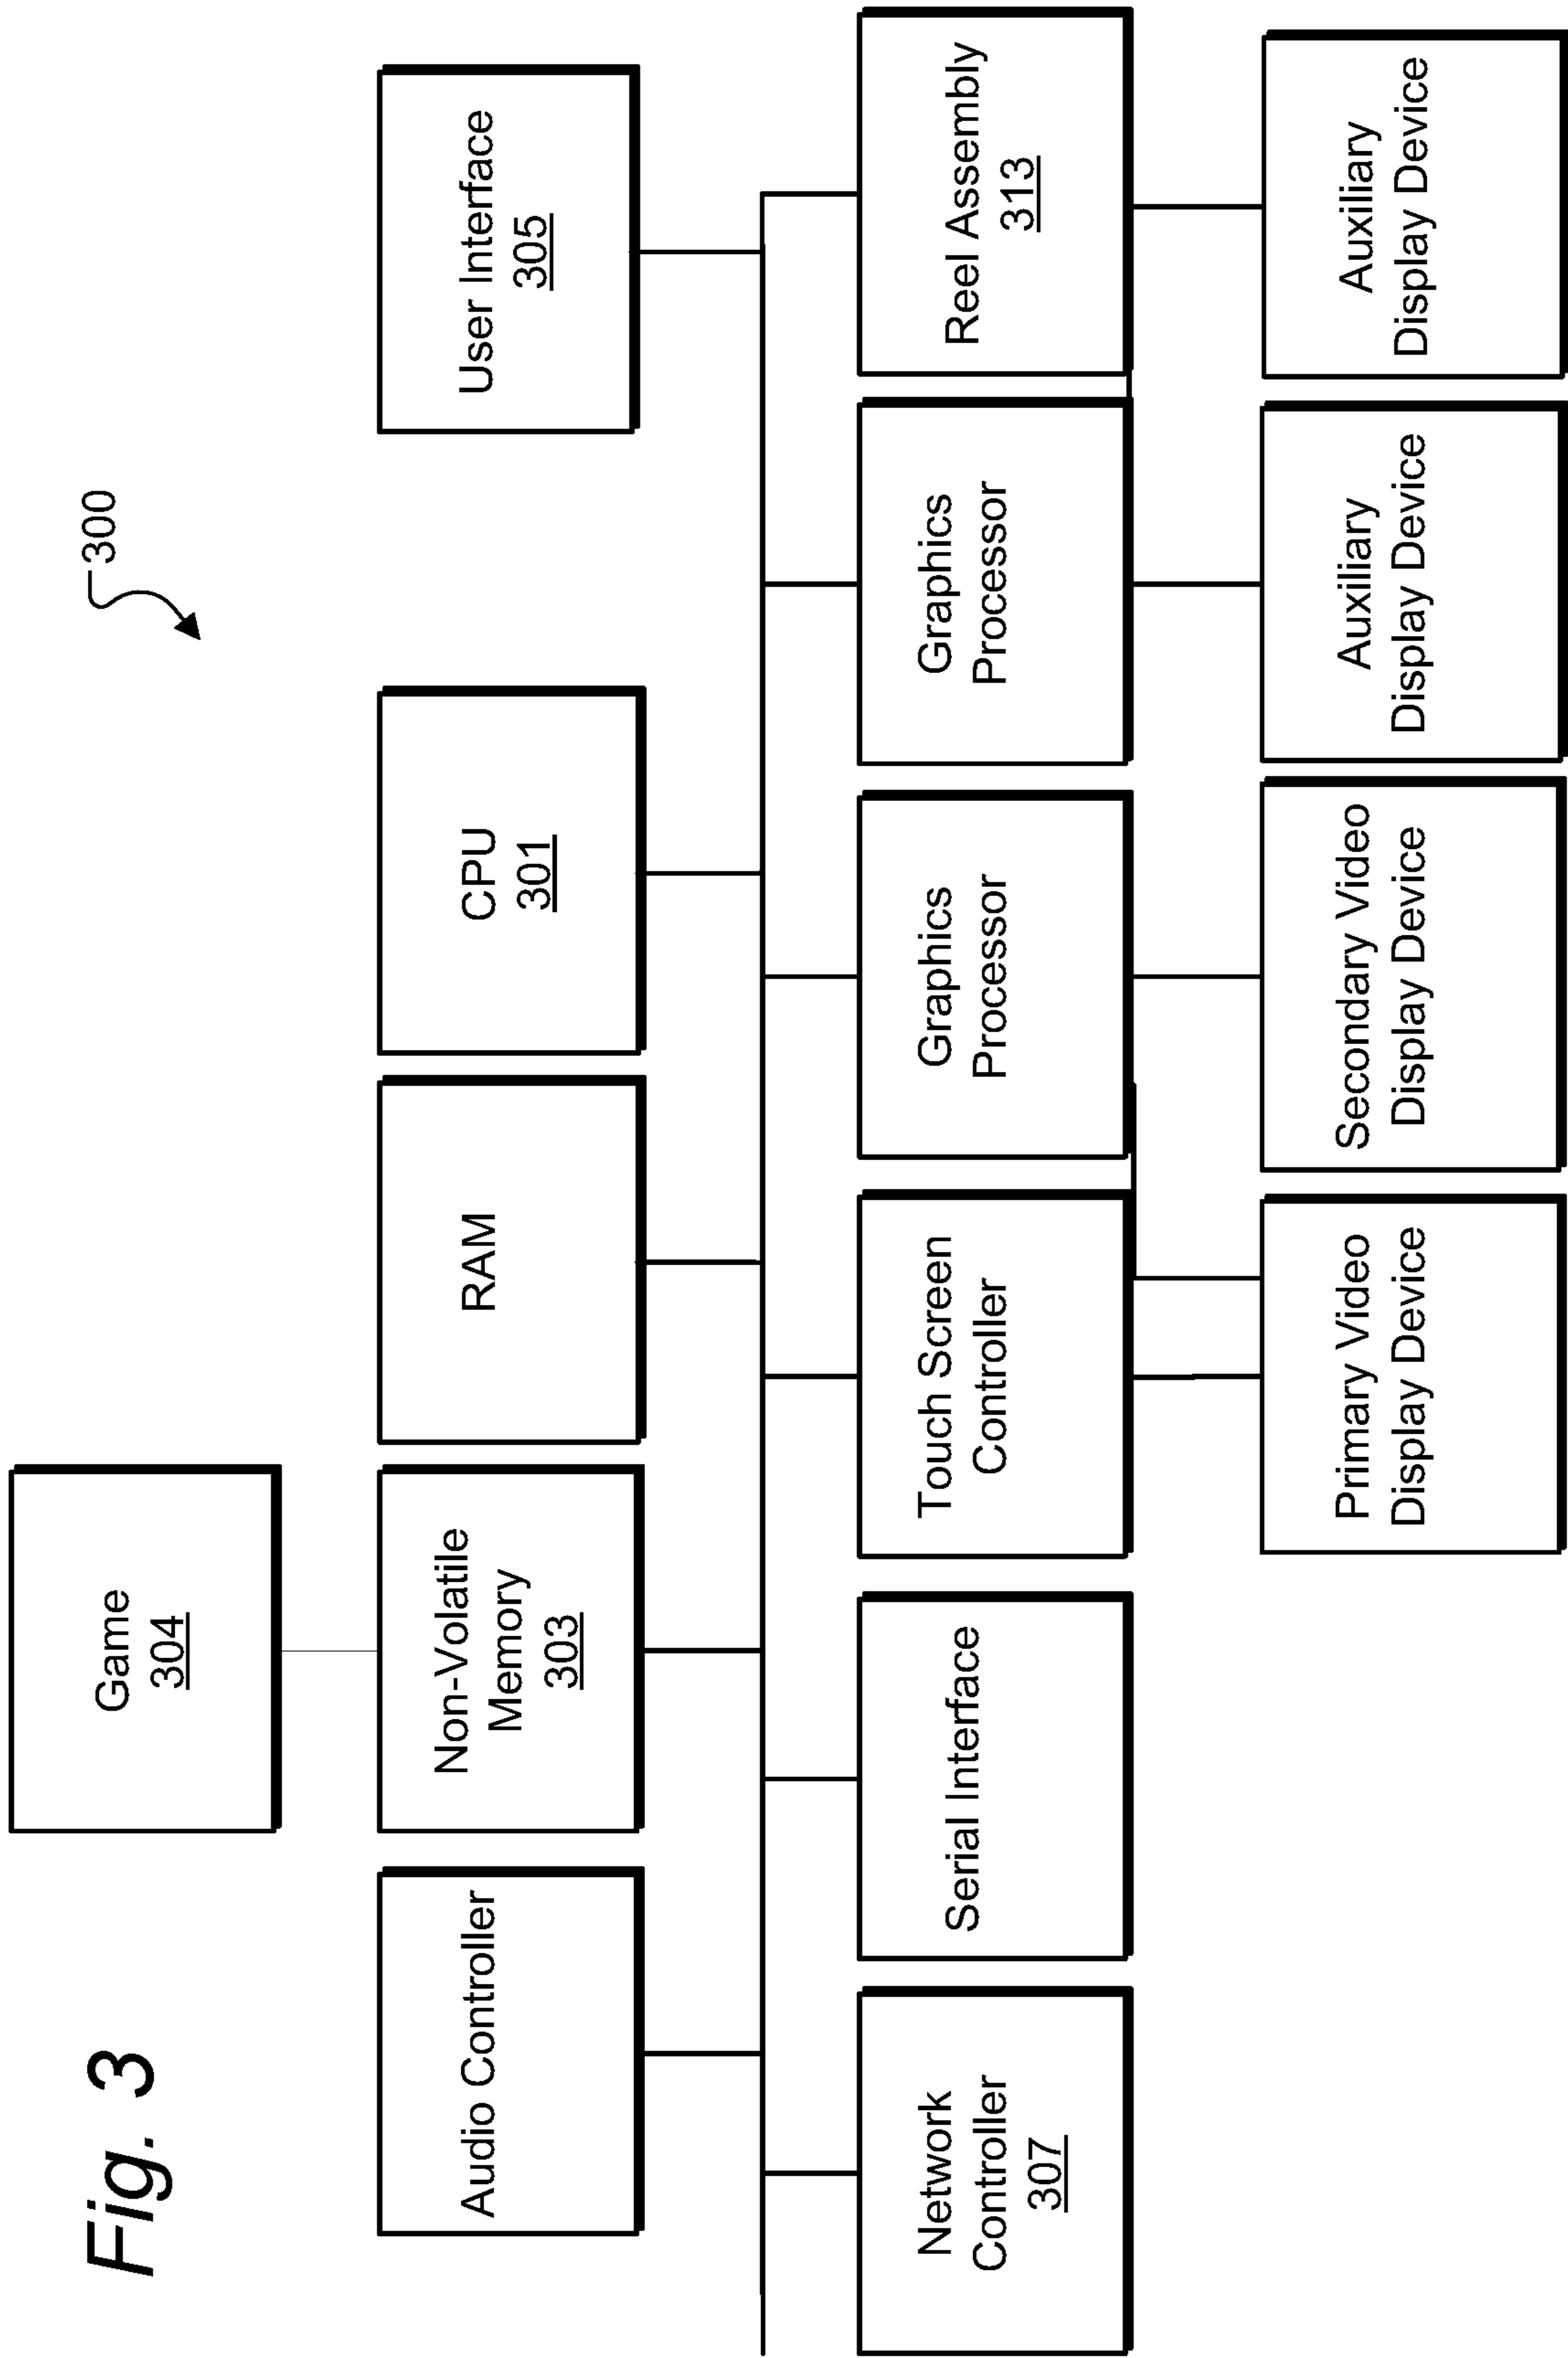 Fig. 3
300
Game
304
Audio Controller
Non-Volatile
Memory
303
RAM
CPU
301
User Interface
305
Network
Controller
307
Serial Interface
Touch Screen
Controller
Graphics
Processor
Graphics
Processor
Reel Assembly
313
Primary Video
Display Device
Secondary Video
Display Device
Auxiliary
Display Device
Auxiliary
Display Device